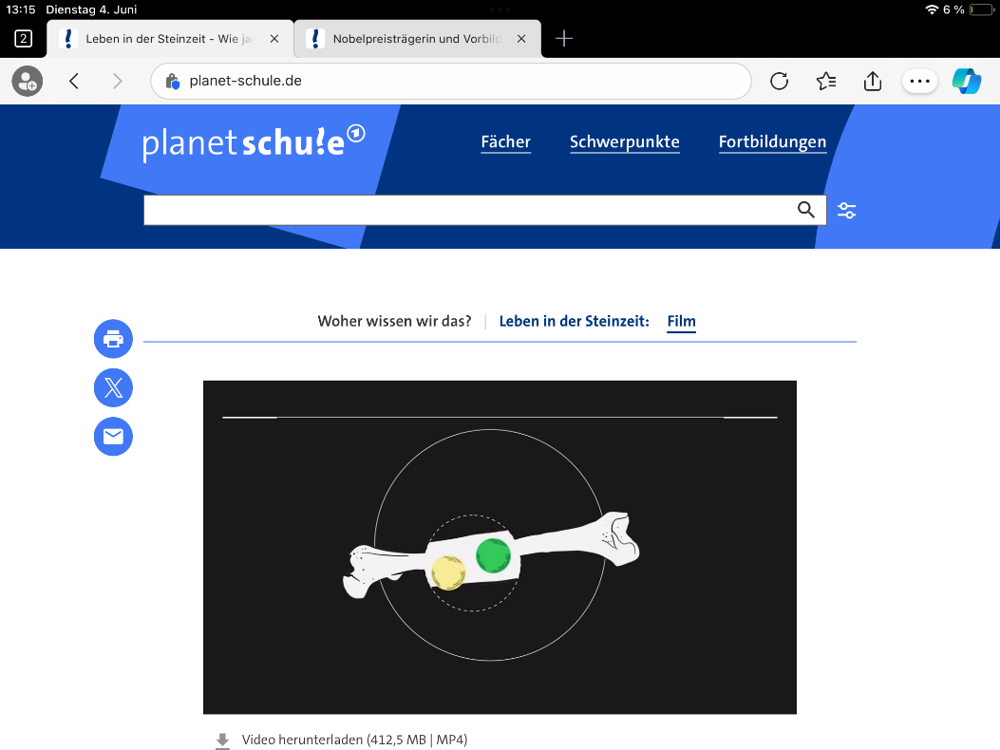 13:15 Dienstag 4. Juni 6 %
2 Leben in der Steinzeit - Wie ja Nobelpreisträgerin und Vorbild
planet-schule.de
planet schule Fächer Schwerpunkte Fortbildungen
Woher wissen wir das? | Leben in der Steinzeit: Film
Video herunterladen (412,5 MB | MP4)